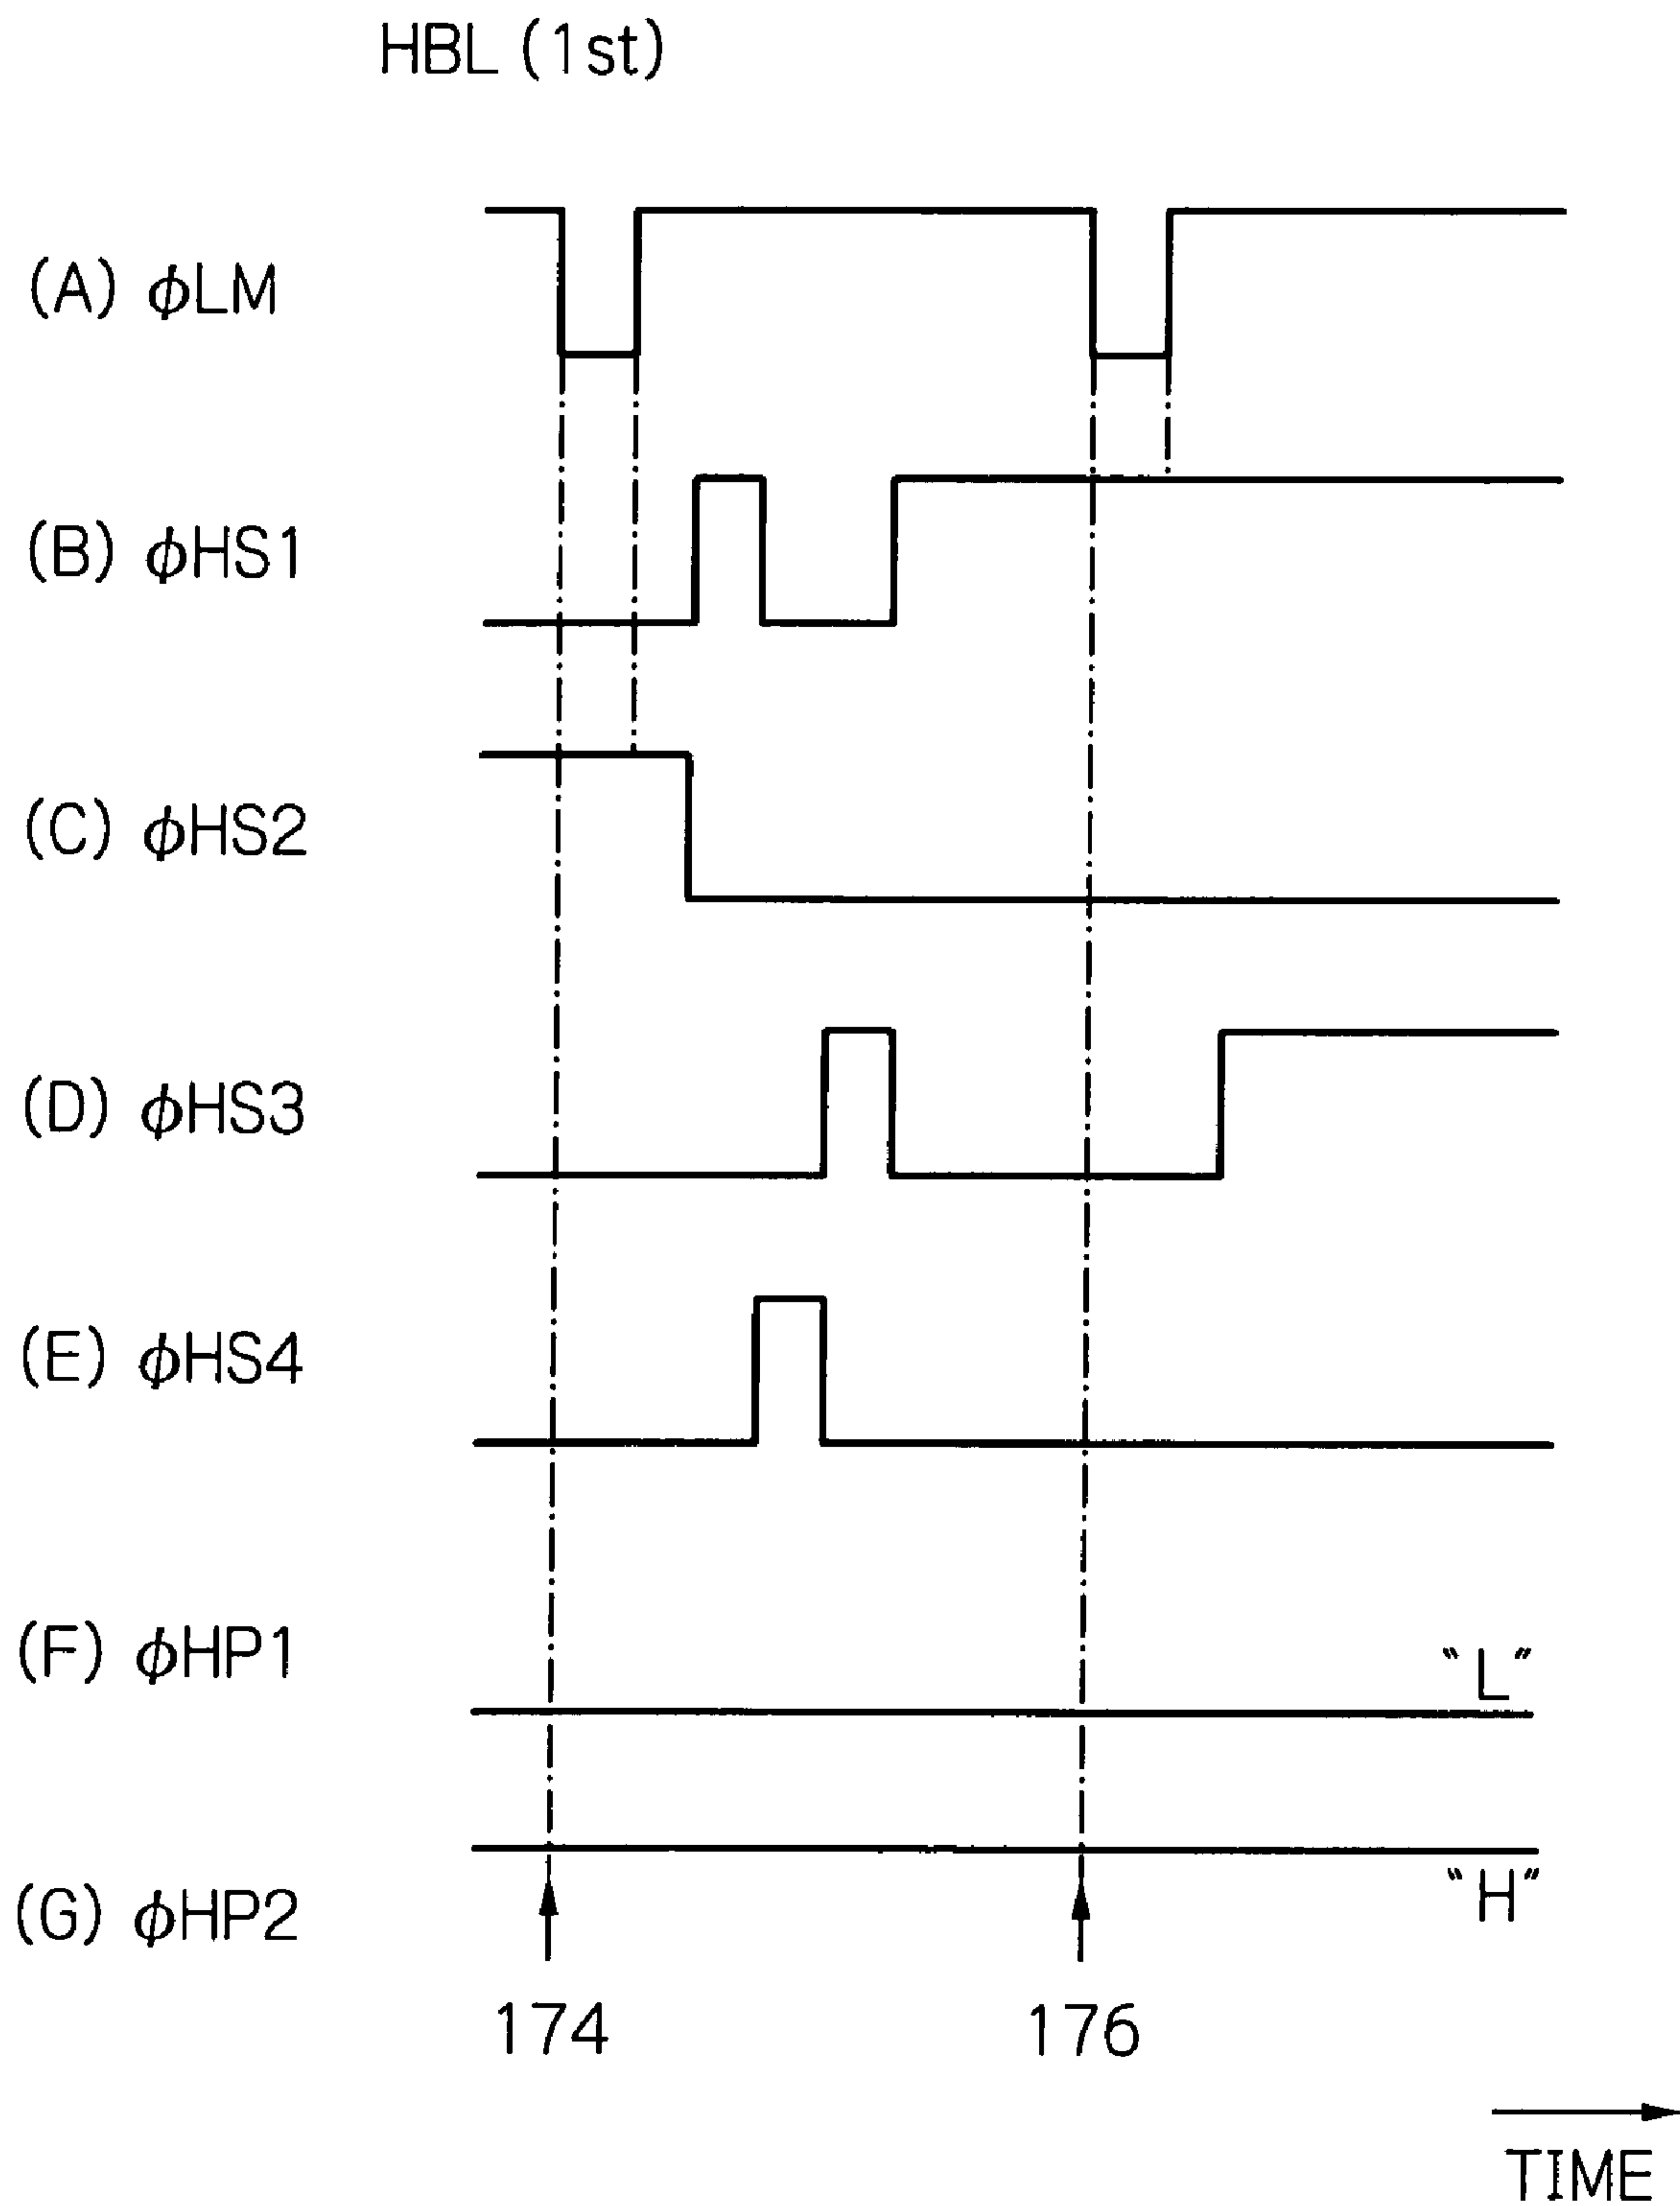 HBL (1st)
(A) ϕLM
(B) ϕHS1
(C) ϕHS2
(D) ϕHS3
(E) ϕHS4
(F) ϕHP1
"L"
(G) ϕHP2
"H"
174
176
TIME